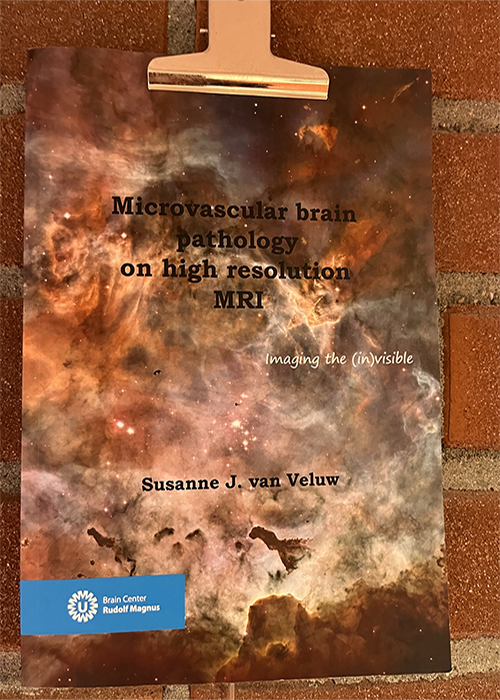 Microvascular brain
pathology
on high resolution
MRI
Imaging the (in)visible
Susanne J. van Veluw
U
Brain Center
Rudolf Magnus